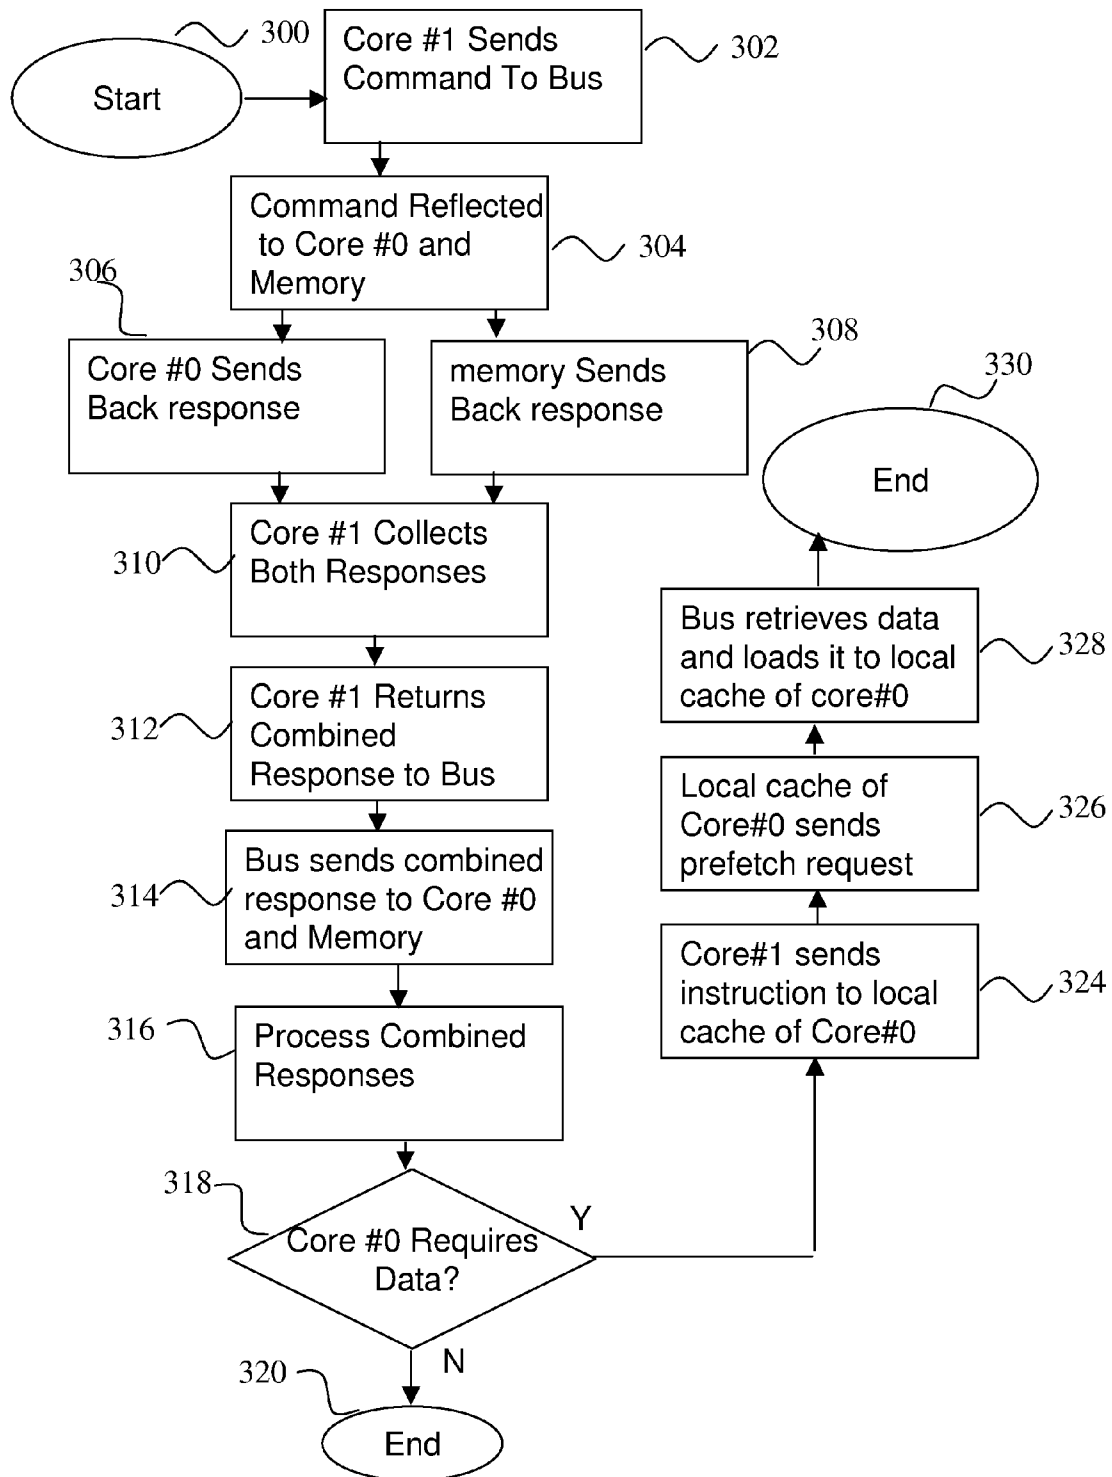 300
Start
Core #1 Sends
Command To Bus
302
Command Reflected
to Core #0 and
Memory
304
306
Core #0 Sends
Back response
memory Sends
Back response
308
310
Core #1 Collects
Both Responses
312
Core #1 Returns
Combined
Response to Bus
314
Bus sends combined
response to Core #0
and Memory
316
Process Combined
Responses
318
Core #0 Requires
Data?
Y
N
320
End
Core#1 sends
instruction to local
cache of Core#0
324
Local cache of
Core#0 sends
prefetch request
326
Bus retrieves data
and loads it to local
cache of core#0
328
330
End